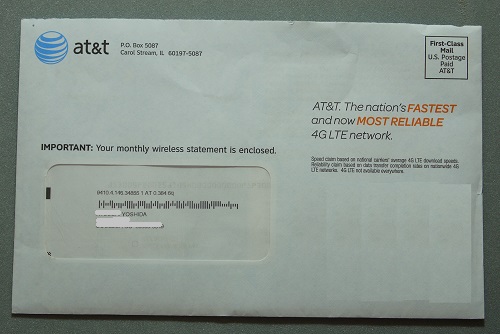 at&t
P.O. Box 5087
Carol Stream, IL 60197-5087
First-Class
Mail
U.S. Postage
Paid
AT&T
AT&T. The nation's FASTEST
and now MOST RELIABLE
4G LTE network.
Speed claim based on national carriers' average 4G LTE download speeds.
Reliability claim based on data transfer completion rates on nationwide 4G
LTE networks. 4G LTE not available everywhere.
IMPORTANT: Your monthly wireless statement is enclosed.
YOSHIDA